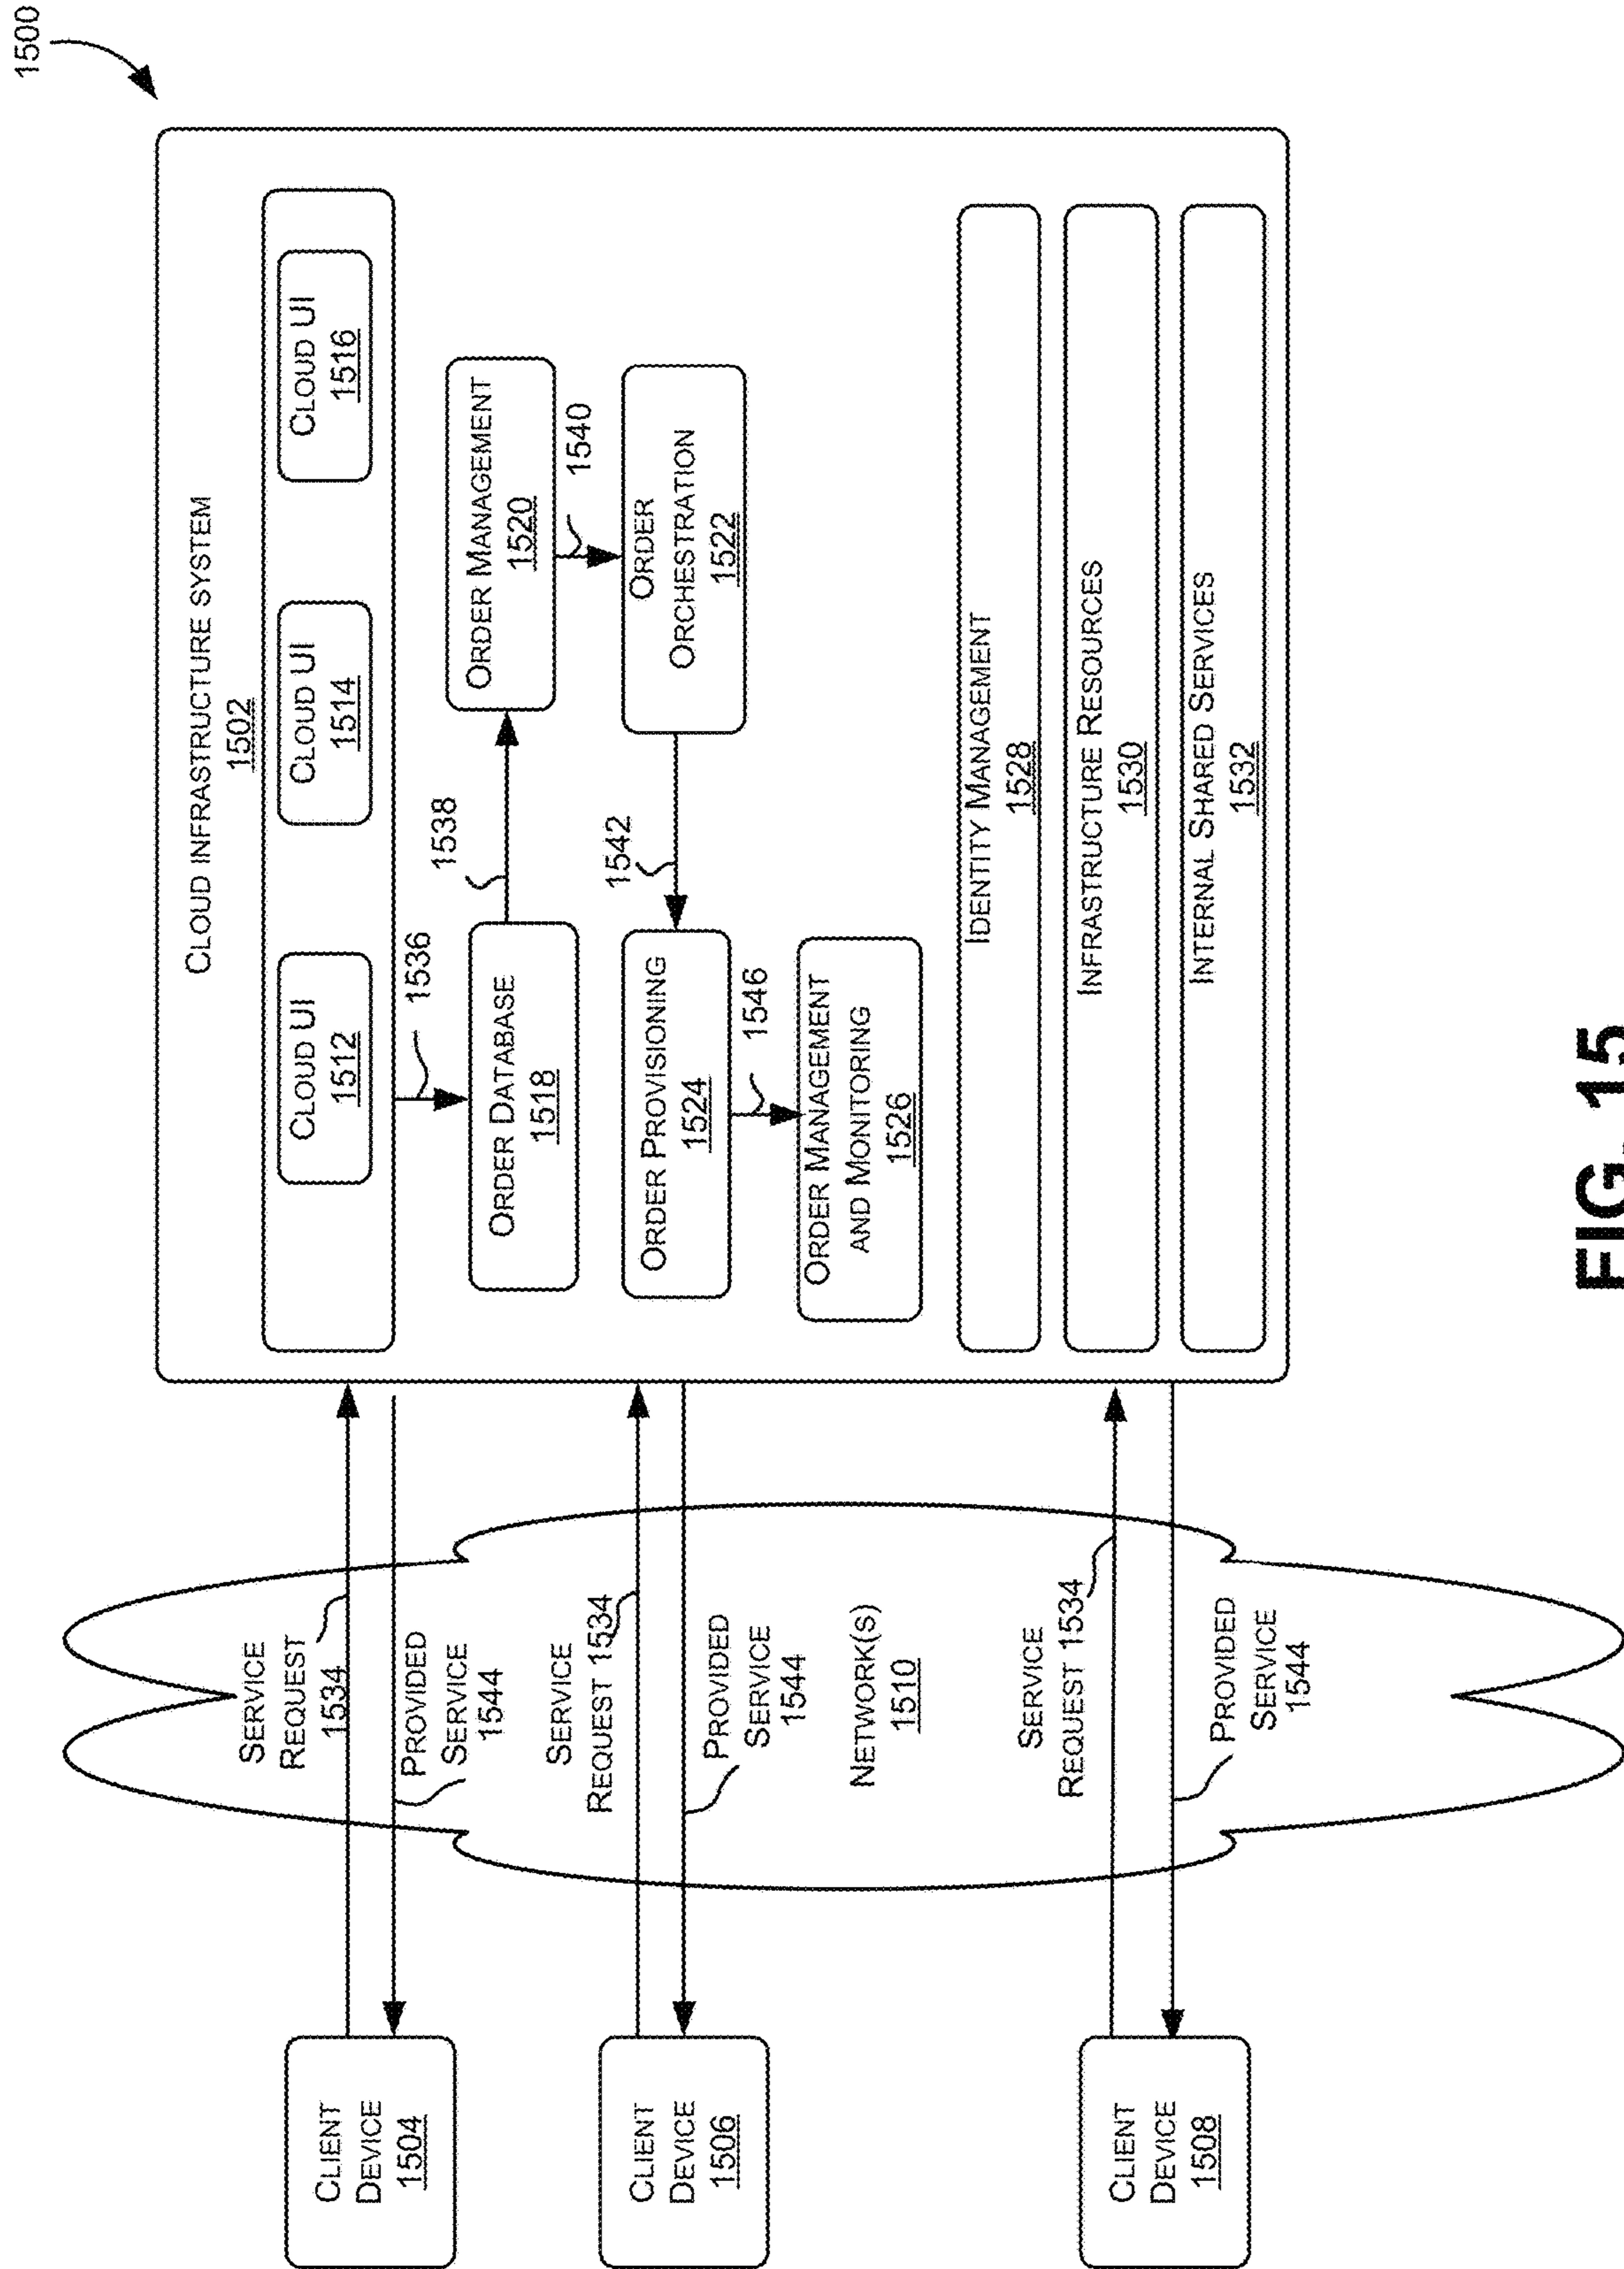 1500
CLOUD INFRASTRUCTURE SYSTEM
1502
CLOUD UI
1512
CLOUD UI
1514
CLOUD UI
1516
1536
ORDER DATABASE
1518
1538
ORDER MANAGEMENT
1520
1540
ORDER
ORCHESTRATION
1522
1542
ORDER PROVISIONING
1524
1546
ORDER MANAGEMENT
AND MONITORING
1526
IDENTITY MANAGEMENT
1528
INFRASTRUCTURE RESOURCES
1530
INTERNAL SHARED SERVICES
1532
CLIENT
DEVICE
1504
SERVICE
REQUEST
1534
PROVIDED
SERVICE
1544
CLIENT
DEVICE
1506
SERVICE
REQUEST 1534
PROVIDED
SERVICE
1544
NETWORK(S)
1510
CLIENT
DEVICE
1508
SERVICE
REQUEST 1534
PROVIDED
SERVICE
1544
FIG. 15